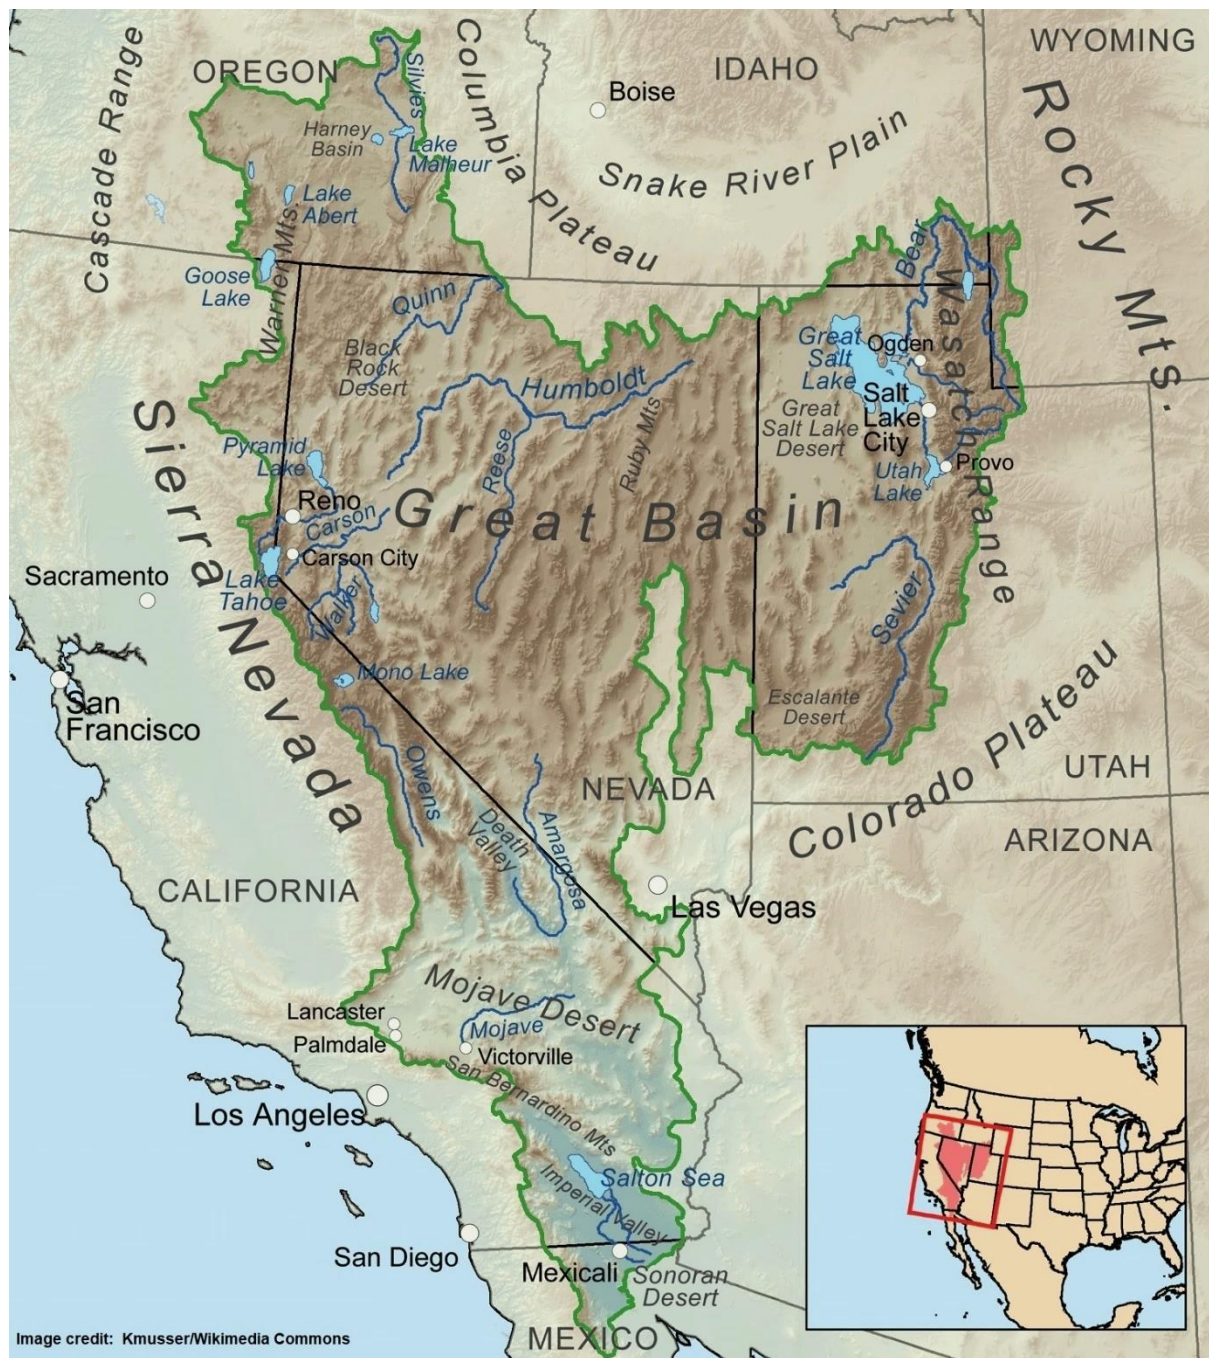 WYOMING
OREGON
IDAHO
Cascade Range
Silvies
Columbia Plateau
Boise
Rocky Mts.
Harney
Basin
Lake
Malheur
Snake River Plain
Lake
Abert
Warner Mts
Goose
Lake
Bear
Wasatch Range
Quinn
Black
Rock
Desert
Great
Salt
Lake
Ogden
Humboldt
Salt
Lake
City
Great
Salt Lake
Desert
Sierra Nevada
Pyramid
Lake
Reese
Ruby Mts
Utah
Lake
Provo
Reno
Carson
Great Basin
Carson City
Sacramento
Lake
Tahoe
Walker
Sevier
Mono Lake
San
Francisco
Escalante
Desert
Colorado Plateau
Owens
NEVADA
UTAH
Death
Valley
Amargosa
ARIZONA
CALIFORNIA
Las Vegas
Mojave Desert
Lancaster
Palmdale
Mojave
Victorville
San Bernardino Mts
Los Angeles
Salton Sea
Imperial Valley
San Diego
Mexicali
Sonoran
Desert
MEXICO
Image credit: Kmusser/Wikimedia Commons